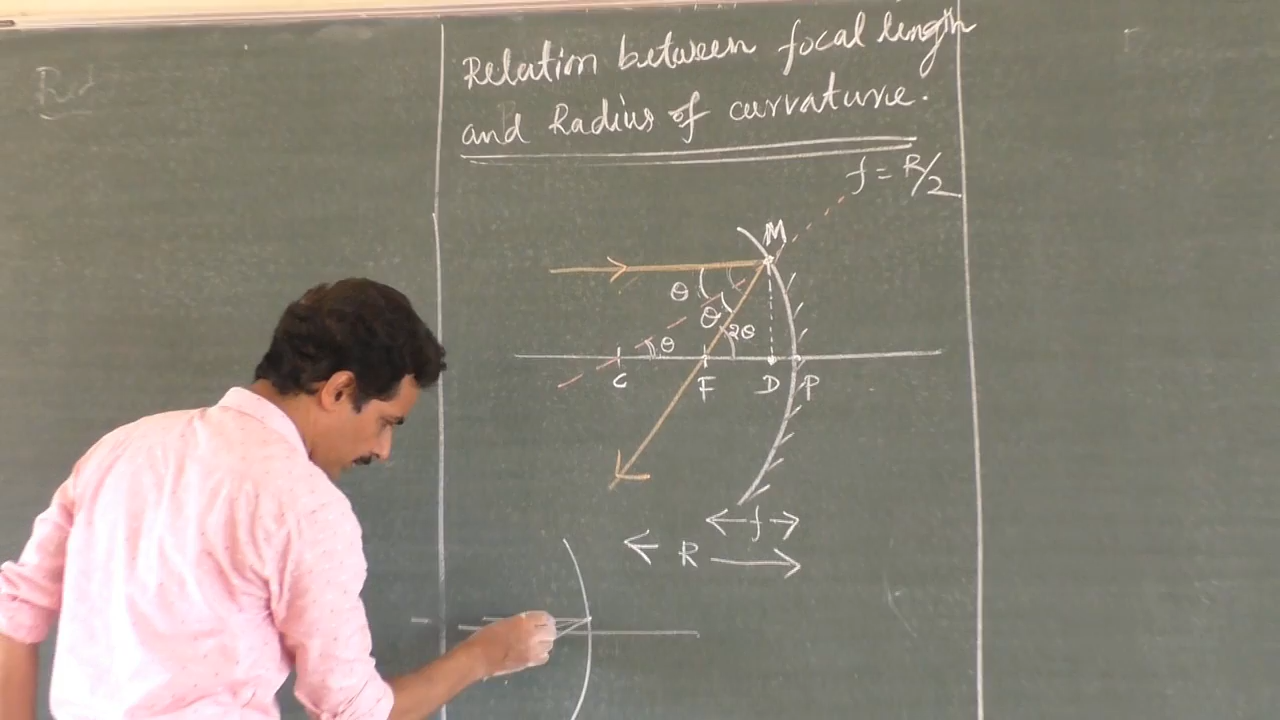 Relation between focal length
and Radius of curvature.
f = R/2
M
θ
θ
2θ
θ
C F D P
f
R